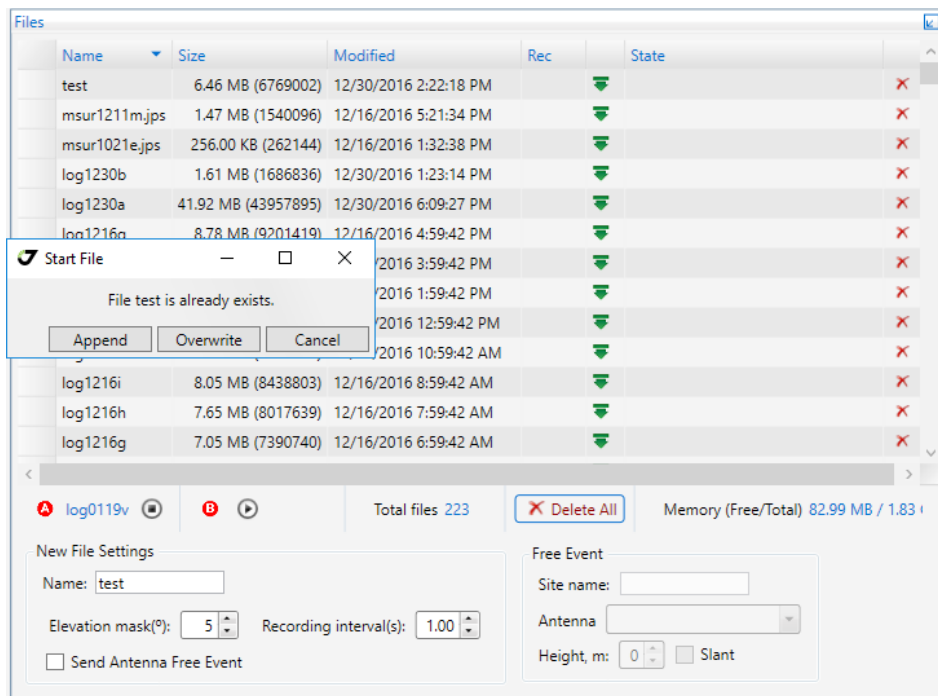 Files
Name Size Modified Rec State
test 6.46 MB (6769002) 12/30/2016 2:22:18 PM
msur1211m.jps 1.47 MB (1540096) 12/16/2016 5:21:34 PM
msur1021e.jps 256.00 KB (262144) 12/16/2016 1:32:38 PM
log1230b 1.61 MB (1686836) 12/30/2016 1:23:14 PM
log1230a 41.92 MB (43957895) 12/30/2016 6:09:27 PM
log1216q 8.78 MB (9201419) 12/16/2016 4:59:42 PM
/2016 3:59:42 PM
/2016 1:59:42 PM
/2016 12:59:42 PM
/2016 10:59:42 AM
Start File
File test is already exists.
Append Overwrite Cancel
log1216i 8.05 MB (8438803) 12/16/2016 8:59:42 AM
log1216h 7.65 MB (8017639) 12/16/2016 7:59:42 AM
log1216g 7.05 MB (7390740) 12/16/2016 6:59:42 AM
A log0119v B Total files 223 Delete All Memory (Free/Total) 82.99 MB / 1.83
New File Settings
Name: test
Elevation mask(º): 5 Recording interval(s): 1.00
Send Antenna Free Event
Free Event
Site name:
Antenna
Height, m: 0 Slant